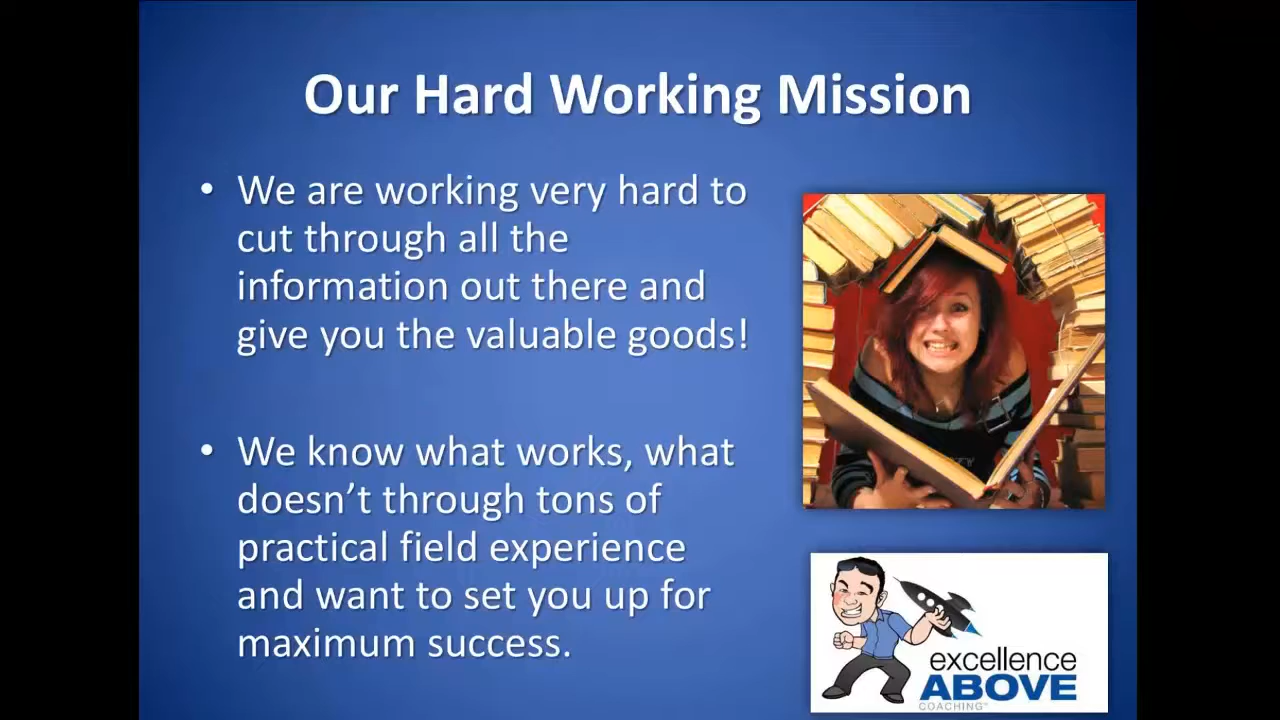 Our Hard Working Mission
• We are working very hard to
cut through all the
information out there and
give you the valuable goods!
• We know what works, what
doesn’t through tons of
practical field experience
and want to set you up for
maximum success.
excellence
ABOVE
COACHING